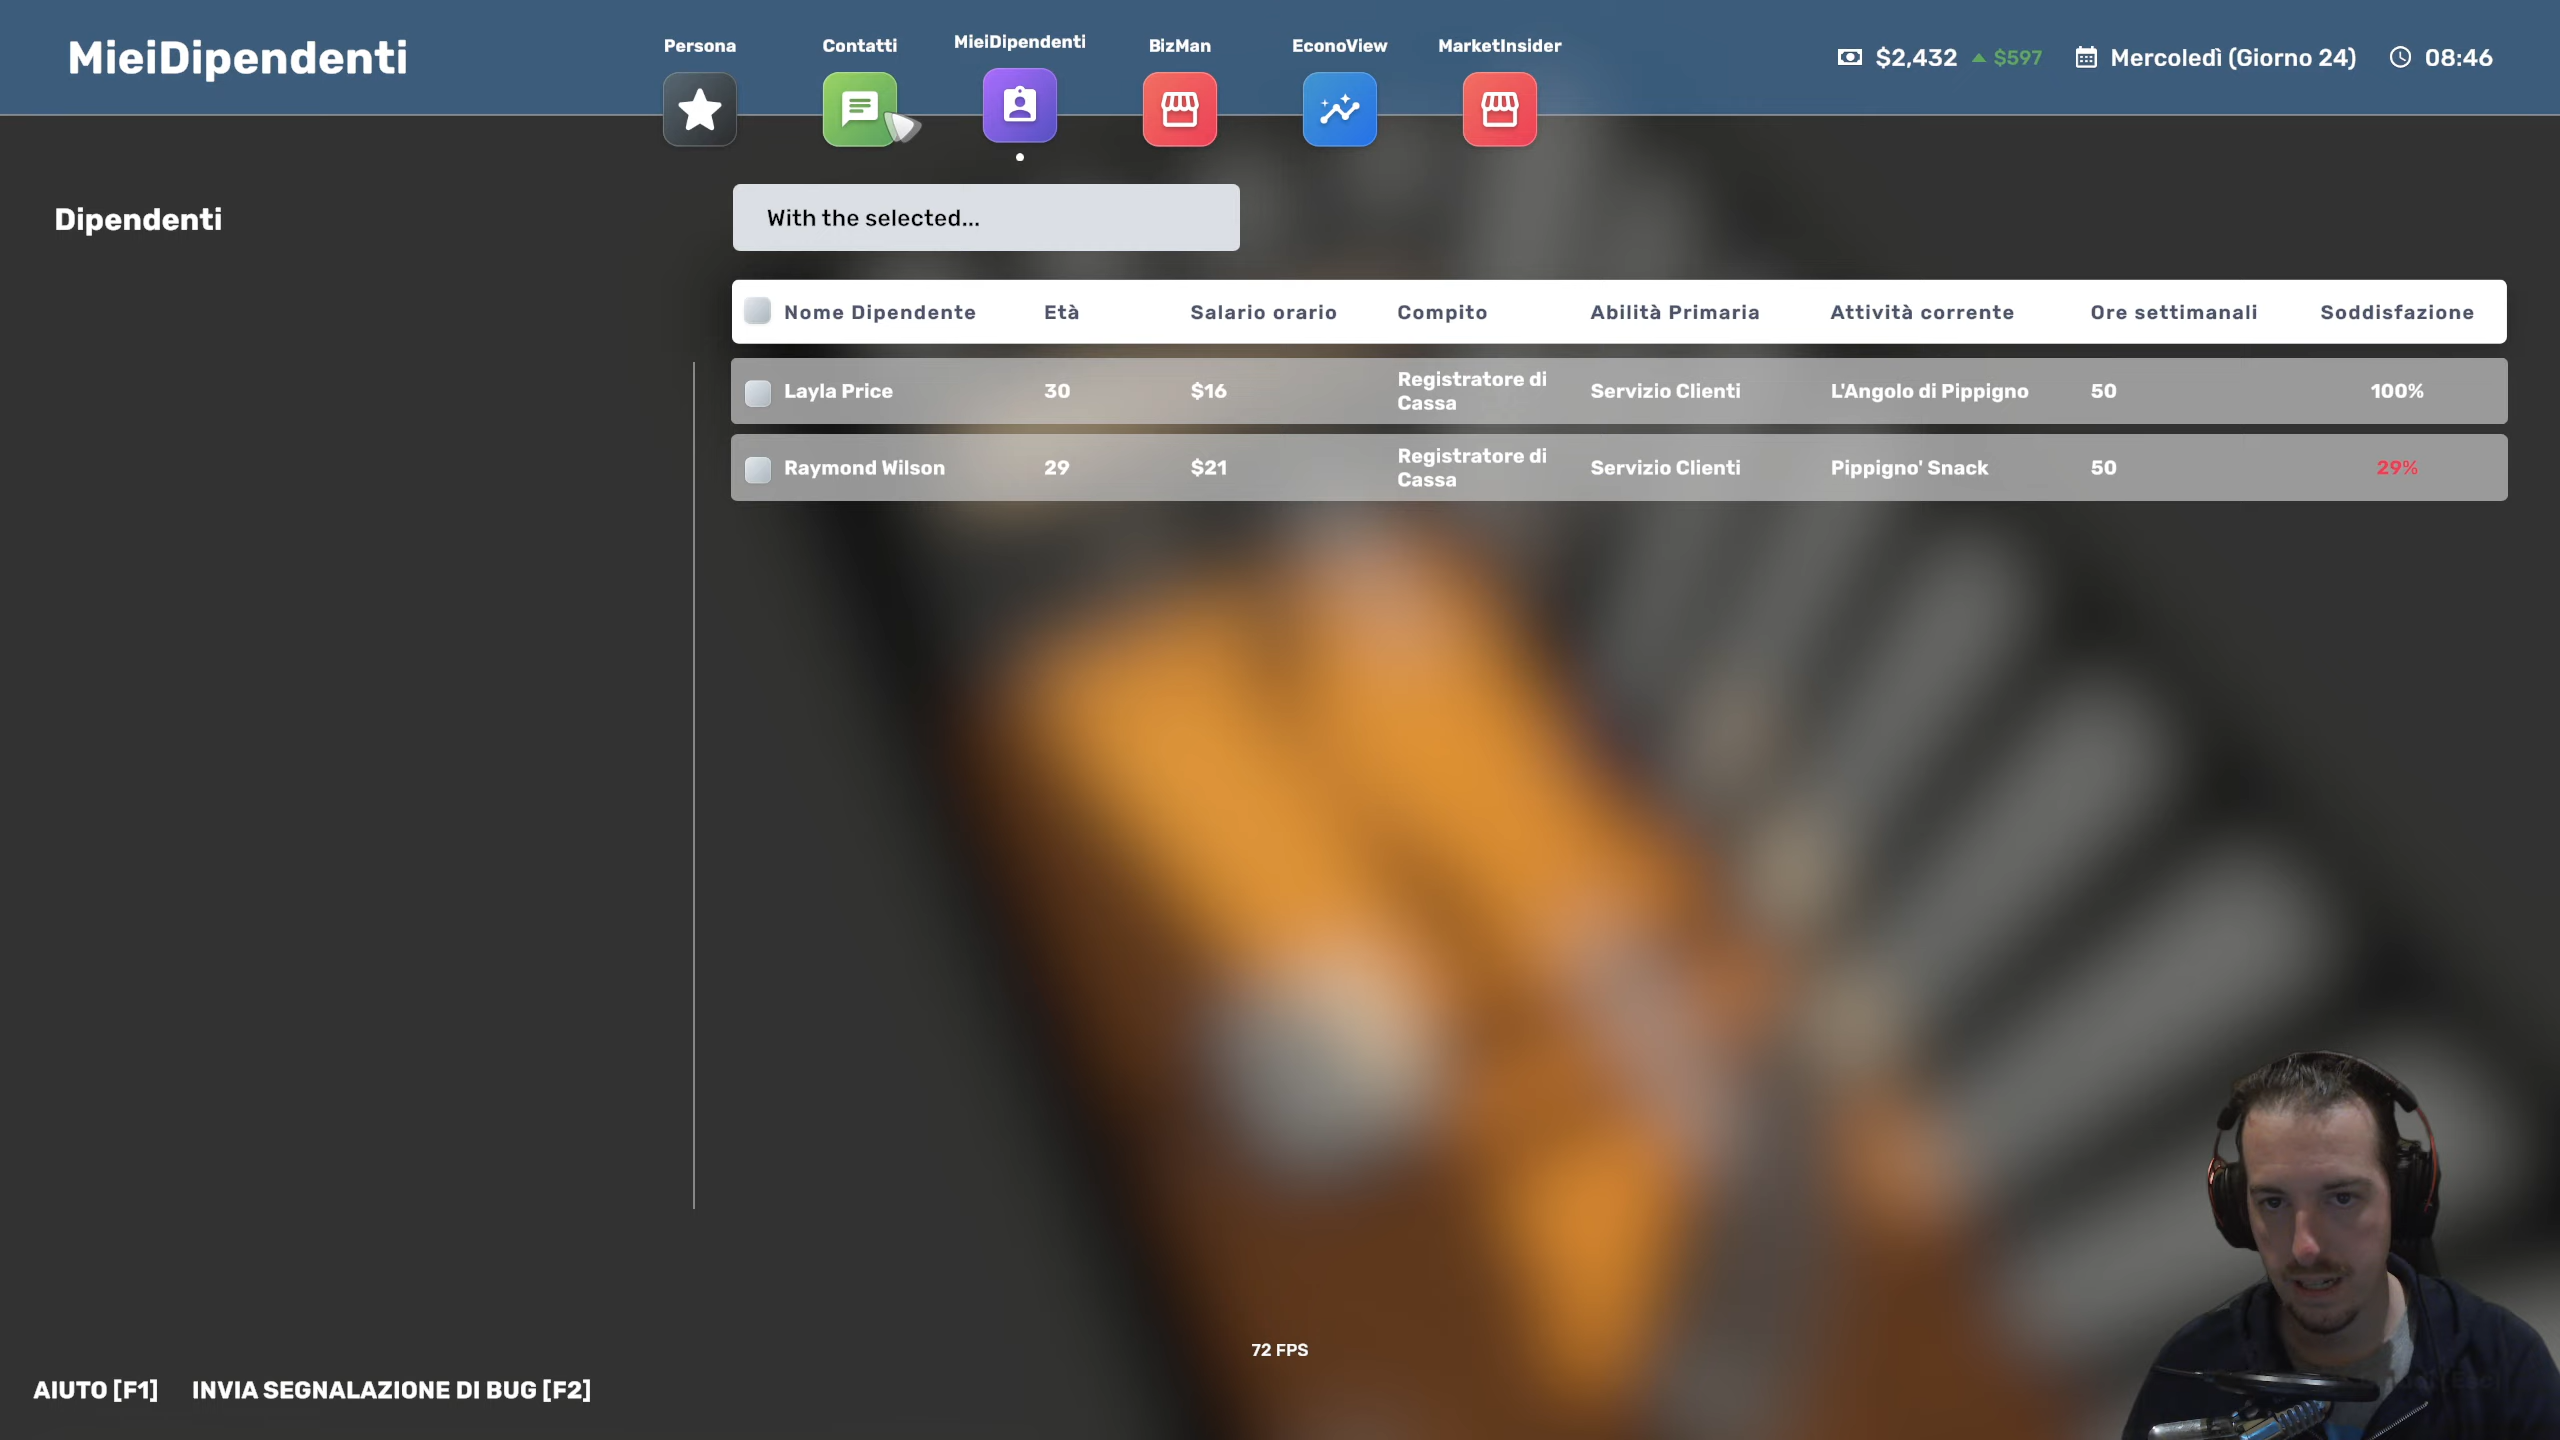 MieiDipendenti
Persona
Contatti
MieiDipendenti
BizMan
EconoView
MarketInsider
$2,432
$597
Mercoledì (Giorno 24)
08:46
Dipendenti
With the selected...
Nome Dipendente Età Salario orario Compito Abilità Primaria Attività corrente Ore settimanali Soddisfazione
Layla Price 30 $16 Registratore di Cassa Servizio Clienti L'Angolo di Pippigno 50 100%
Raymond Wilson 29 $21 Registratore di Cassa Servizio Clienti Pippigno' Snack 50 29%
72 FPS
AIUTO [F1] INVIA SEGNALAZIONE DI BUG [F2]